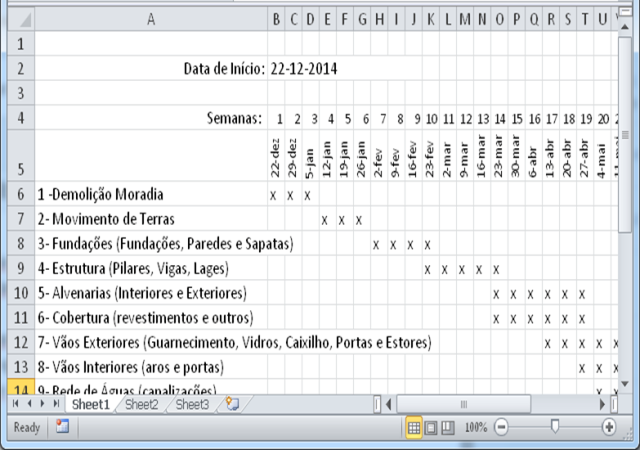 A B C D E F G H I J K L M N O P Q R S T U
1
2 Data de Início: 22-12-2014
3
4 Semanas: 1 2 3 4 5 6 7 8 9 10 11 12 13 14 15 16 17 18 19 20 2
5 22-dez 29-dez 5-jan 12-jan 19-jan 26-jan 2-fev 9-fev 16-fev 23-fev 2-mar 9-mar 16-mar 23-mar 30-mar 6-abr 13-abr 20-abr 27-abr 4-mai
6 1 -Demolição Moradia x x x
7 2- Movimento de Terras x x x
8 3- Fundações (Fundações, Paredes e Sapatas) x x x x
9 4- Estrutura (Pilares, Vigas, Lages) x x x x x
10 5- Alvenarias (Interiores e Exteriores) x x x x x x
11 6- Cobertura (revestimentos e outros) x x x x x x
12 7- Vãos Exteriores (Guarnecimento, Vidros, Caixilho, Portas e Estores) x x x x x
13 8- Vãos Interiores (aros e portas) x x x
14 9- Rede de Águas (canalizações) x x
Sheet1 Sheet2 Sheet3
Ready 100%